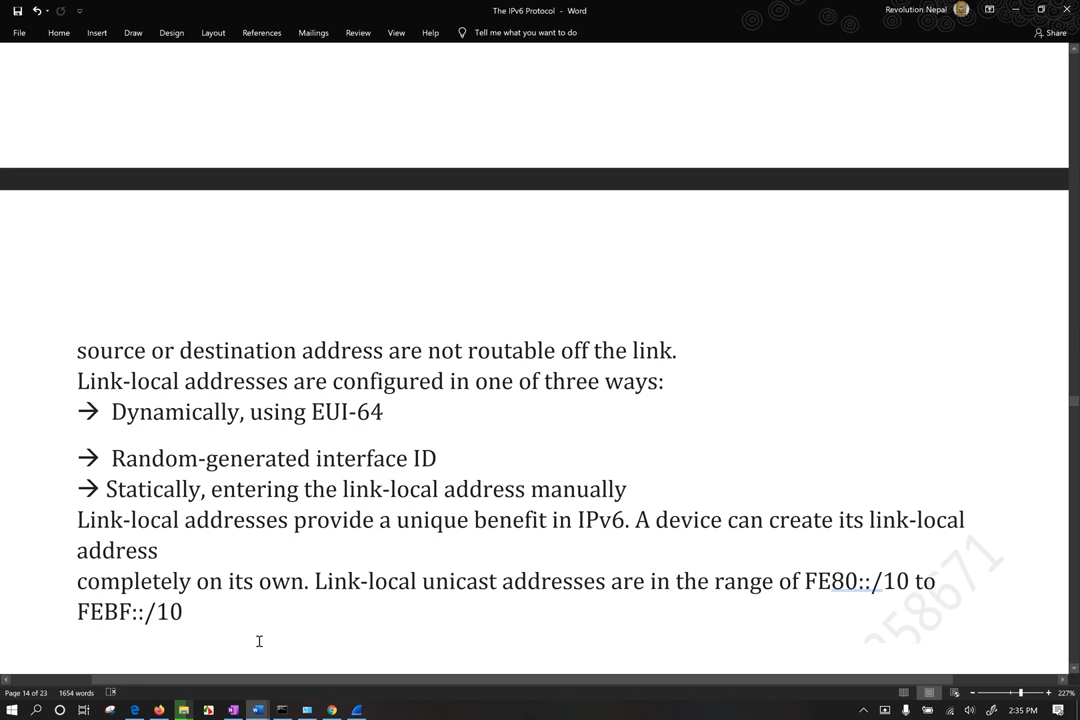 The IPv6 Protocol - Word
Revolution Nepal
File Home Insert Draw Design Layout References Mailings Review View Help Tell me what you want to do
Share
source or destination address are not routable off the link.
Link-local addresses are configured in one of three ways:
→ Dynamically, using EUI-64
→ Random-generated interface ID
→ Statically, entering the link-local address manually
Link-local addresses provide a unique benefit in IPv6. A device can create its link-local
address
completely on its own. Link-local unicast addresses are in the range of FE80::/10 to
FEBF::/10
358671
Page 14 of 23 1654 words
227%
2:35 PM